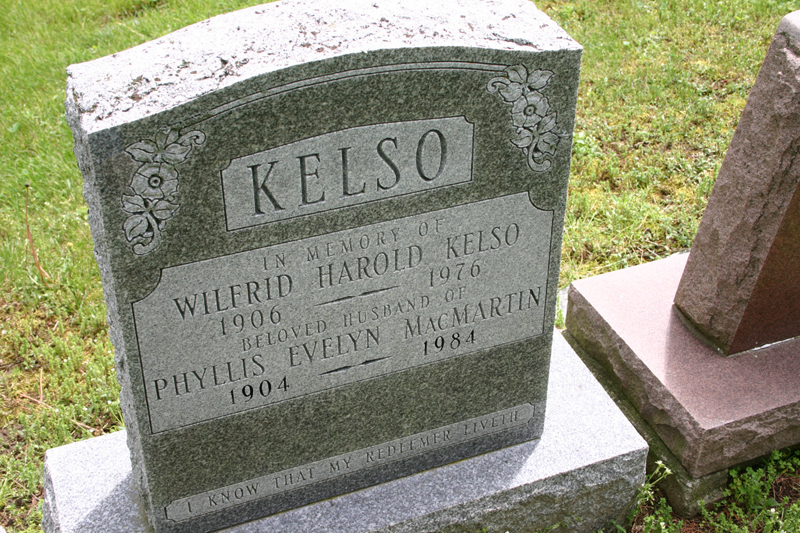 KELSO
IN MEMORY OF
WILFRID HAROLD KELSO
1906 — 1976
BELOVED HUSBAND OF
PHYLLIS EVELYN MACMARTIN
1904 — 1984
I KNOW THAT MY REDEEMER LIVETH